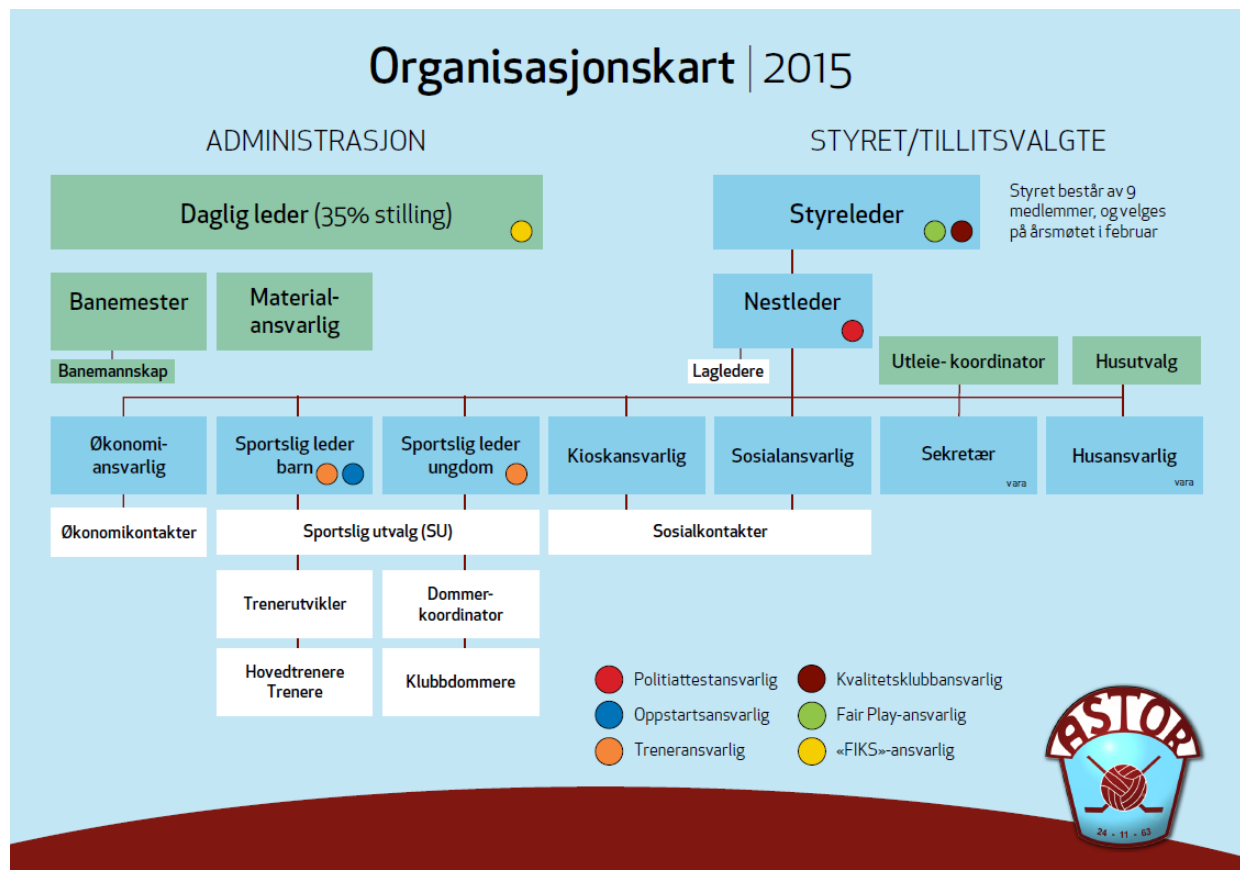 Organisasjonskart | 2015
ADMINISTRASJON
STYRET/TILLITSVALGTE
Daglig leder (35% stilling)
Styreleder
Styret består av 9
medlemmer, og velges
på årsmøtet i februar
Banemester
Material-
ansvarlig
Nestleder
Banemannskap
Lagledere
Utleie- koordinator
Husutvalg
Økonomi-
ansvarlig
Sportslig leder
barn
Sportslig leder
ungdom
Kioskansvarlig
Sosialansvarlig
Sekretær
vara
Husansvarlig
vara
Økonomikontakter
Sportslig utvalg (SU)
Sosialkontakter
Trenerutvikler
Dommer-
koordinator
Hovedtrenere
Trenere
Klubbdommere
Politiattestansvarlig
Kvalitetsklubbansvarlig
Oppstartsansvarlig
Fair Play-ansvarlig
Treneransvarlig
«FIKS»-ansvarlig
ASTOR
24 - 11 - 63